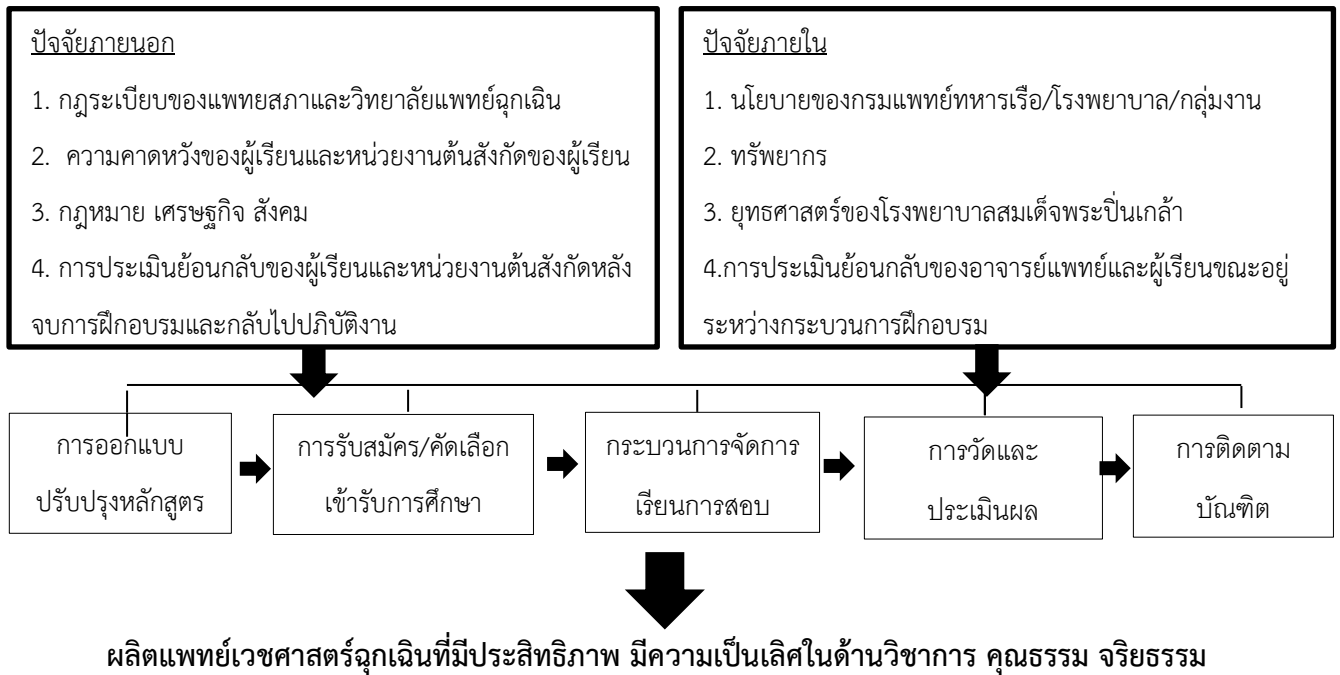 ปัจจัยภายนอก
1. กฎระเบียบของแพทยสภาและวิทยาลัยแพทย์ฉุกเฉิน
2. ความคาดหวังของผู้เรียนและหน่วยงานต้นสังกัดของผู้เรียน
3. กฎหมาย เศรษฐกิจ สังคม
4. การประเมินย้อนกลับของผู้เรียนและหน่วยงานต้นสังกัดหลัง
จบการฝึกอบรมและกลับไปปฏิบัติงาน
ปัจจัยภายใน
1. นโยบายของกรมแพทย์ทหารเรือ/โรงพยาบาล/กลุ่มงาน
2. ทรัพยากร
3. ยุทธศาสตร์ของโรงพยาบาลสมเด็จพระปิ่นเกล้า
4.การประเมินย้อนกลับของอาจารย์แพทย์และผู้เรียนขณะอยู่
ระหว่างกระบวนการฝึกอบรม
การออกแบบ
ปรับปรุงหลักสูตร
การรับสมัคร/คัดเลือก
เข้ารับการศึกษา
กระบวนการจัดการ
เรียนการสอบ
การวัดและ
ประเมินผล
การติดตาม
บัณฑิต
ผลิตแพทย์เวชศาสตร์ฉุกเฉินที่มีประสิทธิภาพ มีความเป็นเลิศในด้านวิชาการ คุณธรรม จริยธรรม